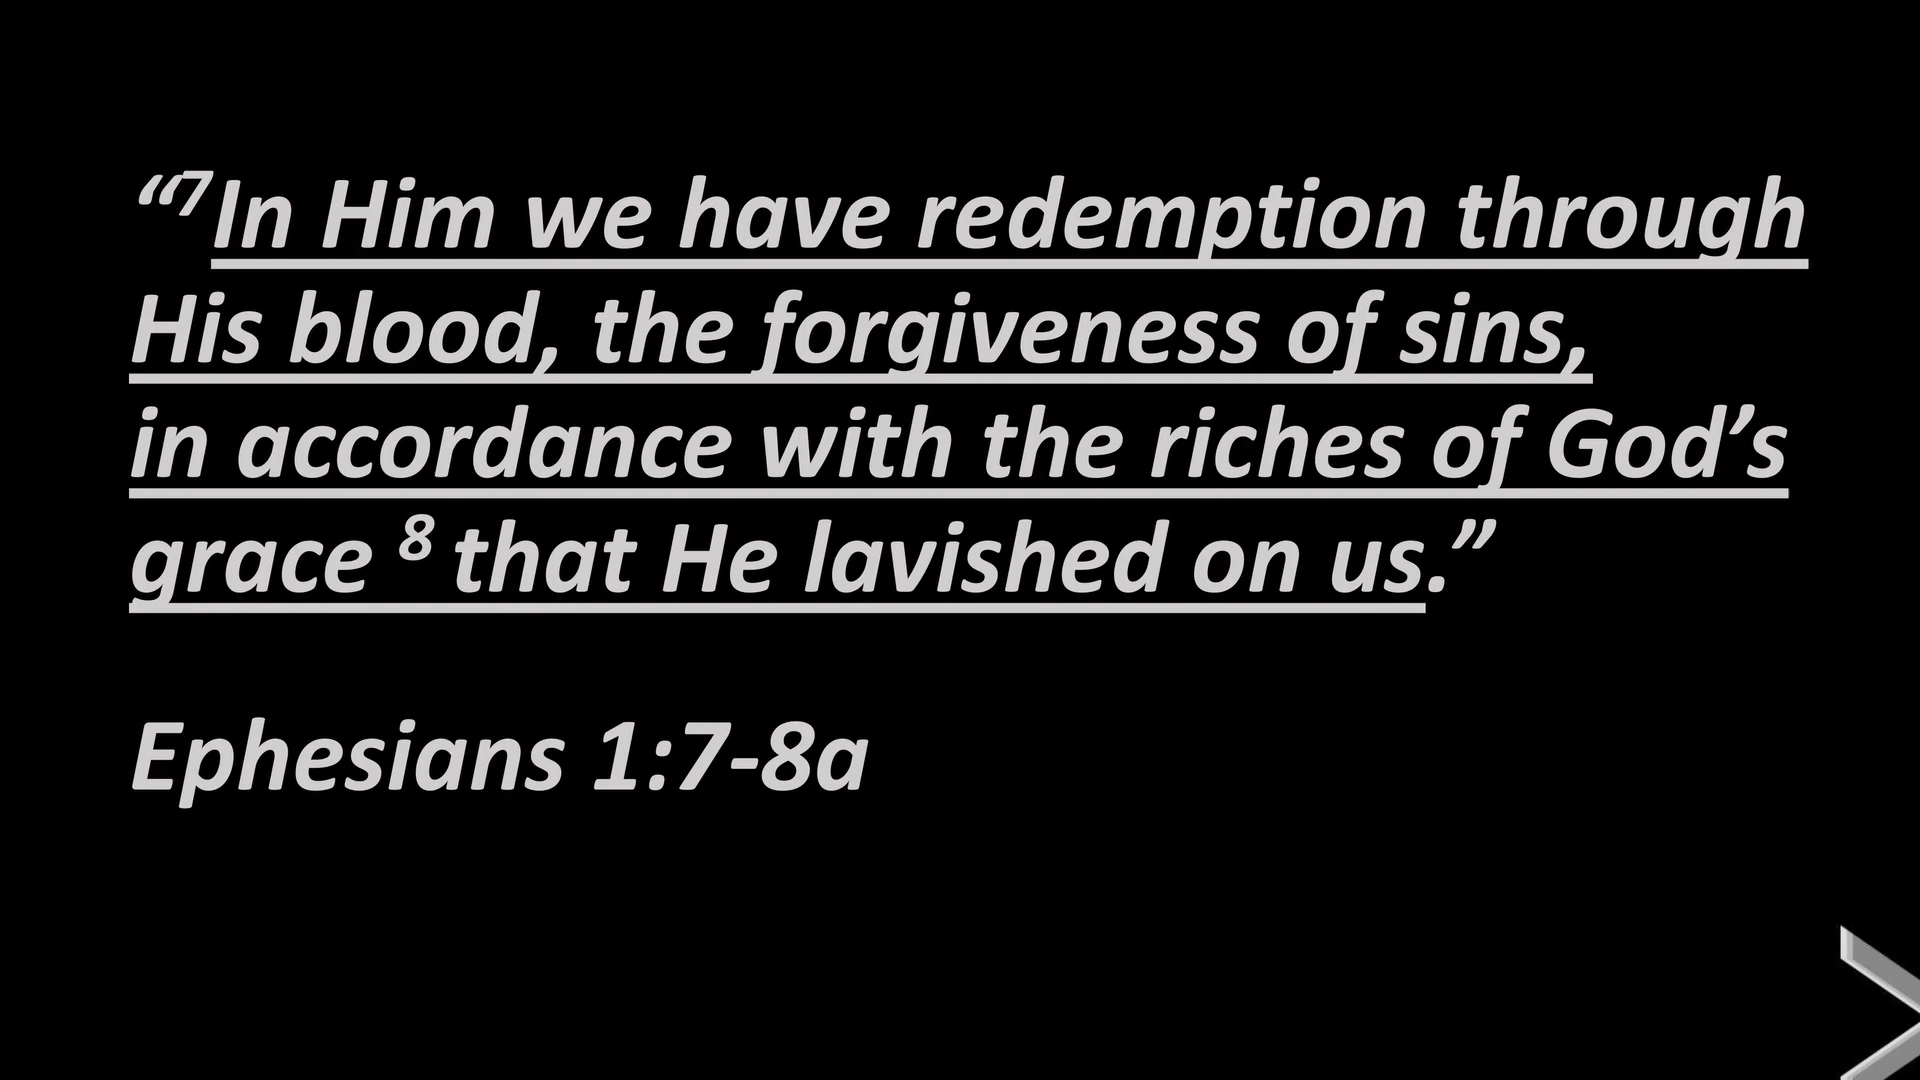 “⁷In Him we have redemption through
His blood, the forgiveness of sins,
in accordance with the riches of God’s
grace ⁸ that He lavished on us.”
Ephesians 1:7-8a